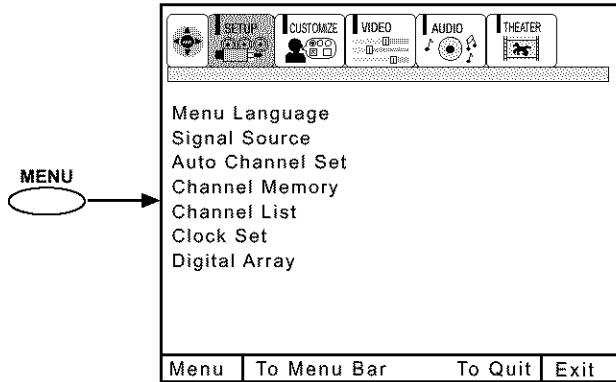 SETUP CUSTOMIZE VIDEO AUDIO THEATER
Menu Language
Signal Source
Auto Channel Set
MENU
Channel Memory
Channel List
Clock Set
Digital Array
Menu To Menu Bar To Quit Exit